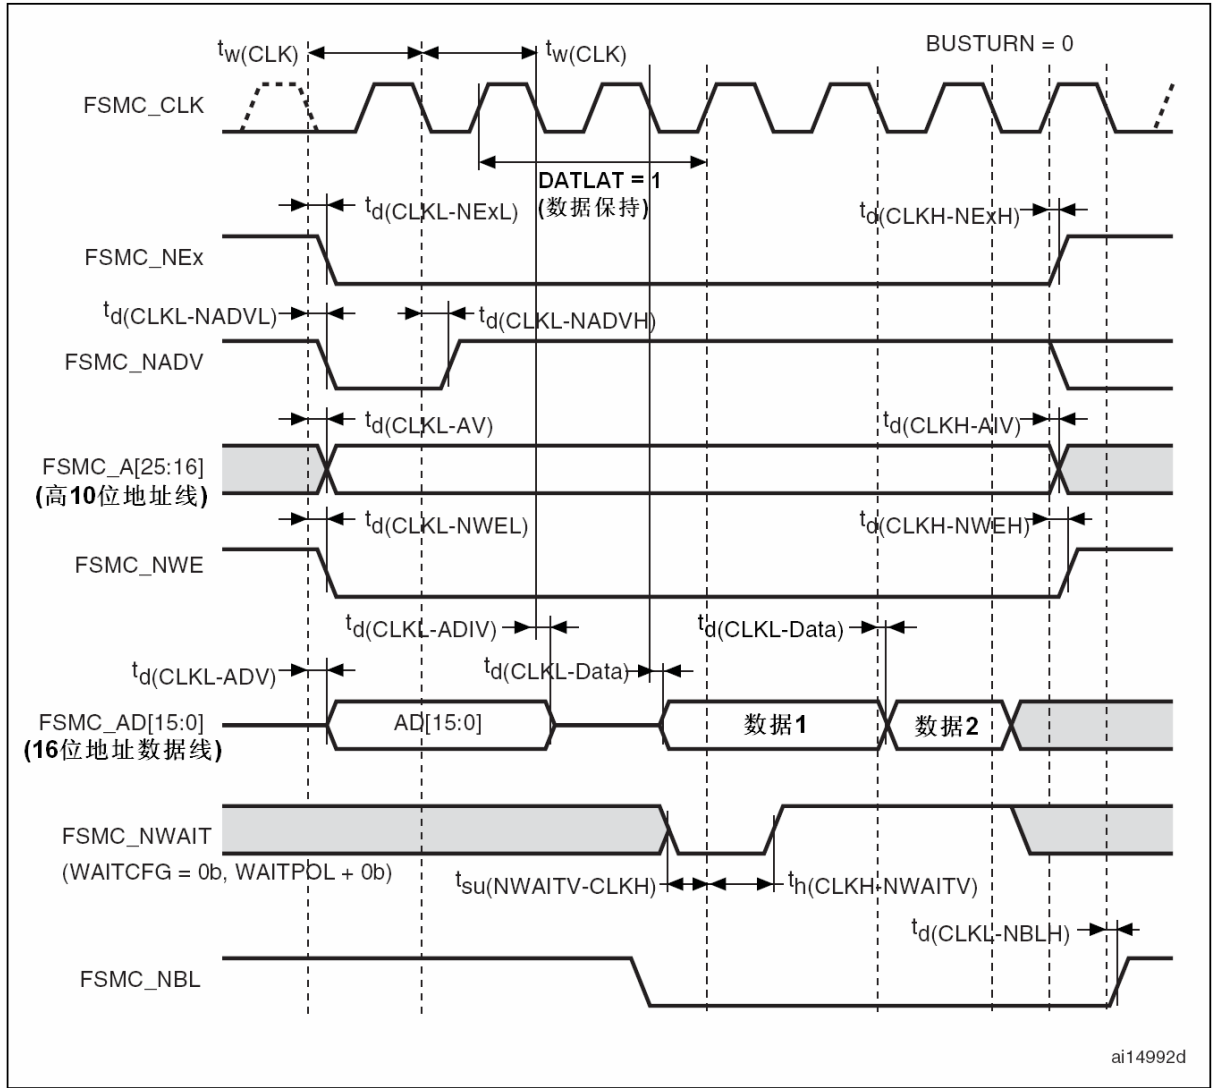 tw(CLK)
tw(CLK)
BUSTURN = 0
FSMC_CLK
DATLAT = 1
(数据保持)
td(CLKL-NExL)
td(CLKH-NExH)
FSMC_NEx
td(CLKL-NADVL)
td(CLKL-NADVH)
FSMC_NADV
td(CLKL-AV)
td(CLKH-AIV)
FSMC_A[25:16]
(高10位地址线)
td(CLKL-NWEL)
td(CLKH-NWEH)
FSMC_NWE
td(CLKL-ADIV)
td(CLKL-Data)
td(CLKL-ADV)
td(CLKL-Data)
FSMC_AD[15:0]
AD[15:0]
数据1
数据2
(16位地址数据线)
FSMC_NWAIT
(WAITCFG = 0b, WAITPOL + 0b)
tsu(NWAITV-CLKH)
th(CLKH-NWAITV)
td(CLKL-NBLH)
FSMC_NBL
ai14992d